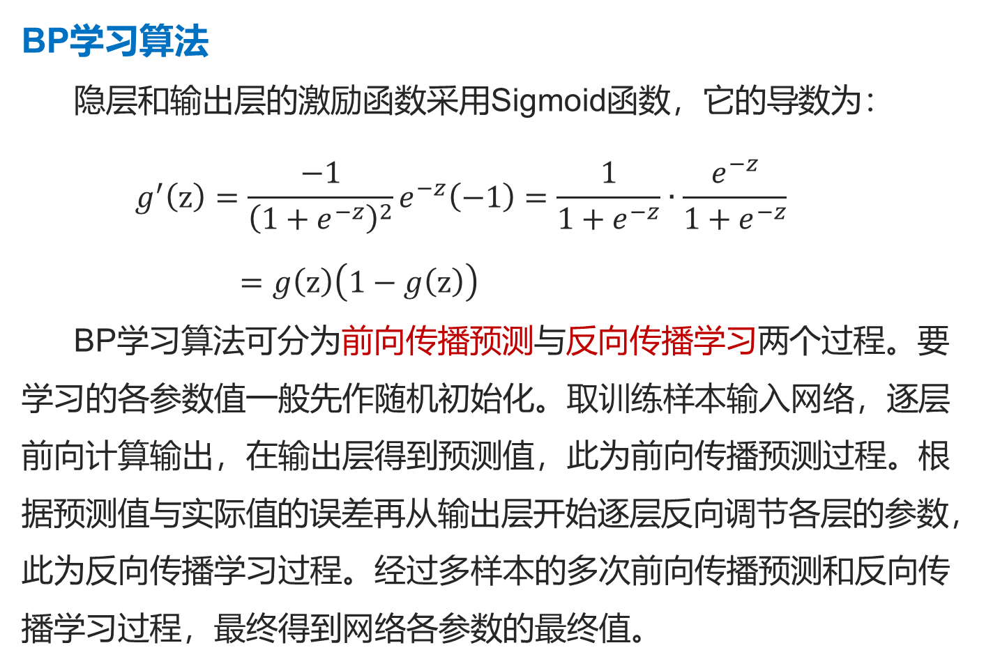 BP学习算法
隐层和输出层的激励函数采用Sigmoid函数，它的导数为：
g′(z) = \frac{-1}{(1 + e^{-z})^2} e^{-z}(-1) = \frac{1}{1 + e^{-z}} · \frac{e^{-z}}{1 + e^{-z}}
= g(z)(1 − g(z))
BP学习算法可分为前向传播预测与反向传播学习两个过程。要
学习的各参数值一般先作随机初始化。取训练样本输入网络，逐层
前向计算输出，在输出层得到预测值，此为前向传播预测过程。根
据预测值与实际值的误差再从输出层开始逐层反向调节各层的参数，
此为反向传播学习过程。经过多样本的多次前向传播预测和反向传
播学习过程，最终得到网络各参数的最终值。